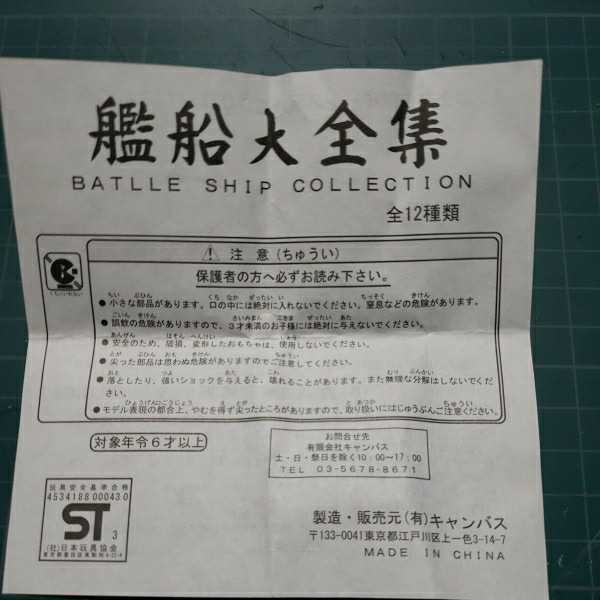 艦船大全集
BATLLE SHIP COLLECTION
全12種類
注意(ちゅうい)
保護者の方へ必ずお読み下さい。
●小さな部品があります。口の中には絶対に入れないでください。窒息などの危険があります。
●誤飲の危険がありますので、3才未満のお子様には絶対に与えないでください。
●安全のため、破損、変形したおもちゃは、使用しないでください。
●尖った部品は思わぬ危険がありますのでご注意してください。
●落としたり、強いショックを与えると、壊れることがあります。また無理な分解はしないでください。
●モデル表現の都合上、やむを得ず尖ったところがありますので、取り扱いにはじゅうぶんご注意ください。
対象年令6才以上
お問合せ先
有限会社キャンバス
土・日・祭日を除く10:00〜17:00
TEL 03-5678-8671
玩具安全基準合格
4534188000430
ST 3
(社)日本玩具協会
製造・販売元(有)キャンバス
〒133-0041東京都江戸川区上一色3-14-7
MADE IN CHINA